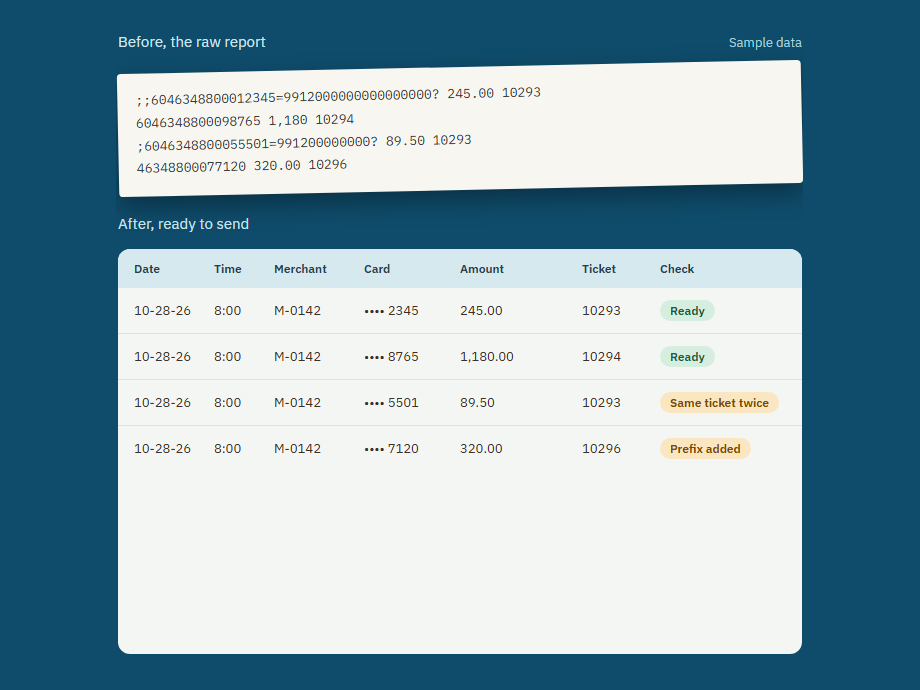 Before, the raw report
Sample data
;;6046348800012345=9912000000000000000? 245.00 10293
6046348800098765 1,180 10294
;6046348800055501=991200000000? 89.50 10293
46348800077120 320.00 10296
After, ready to send
Date Time Merchant Card Amount Ticket Check
10-28-26 8:00 M-0142 •••• 2345 245.00 10293 Ready
10-28-26 8:00 M-0142 •••• 8765 1,180.00 10294 Ready
10-28-26 8:00 M-0142 •••• 5501 89.50 10293 Same ticket twice
10-28-26 8:00 M-0142 •••• 7120 320.00 10296 Prefix added